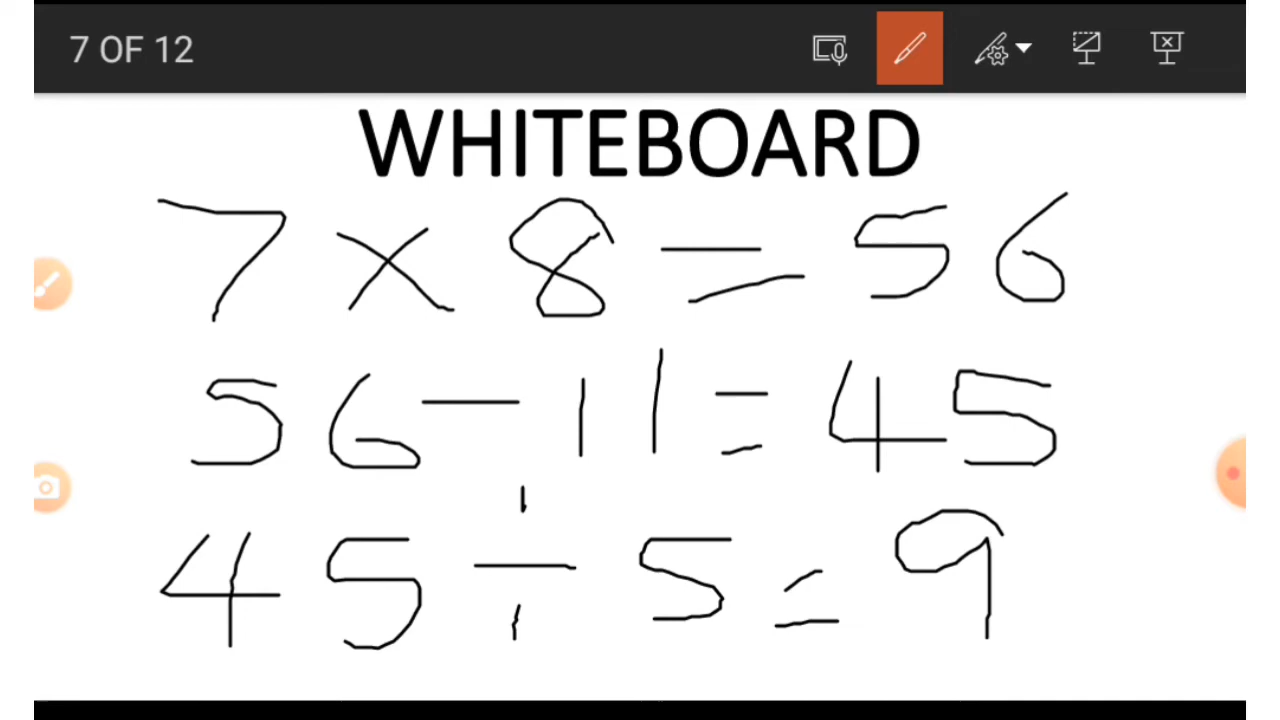 7 OF 12
WHITEBOARD
7 × 8 = 56
56 - 11 = 45
45 ÷ 5 = 9